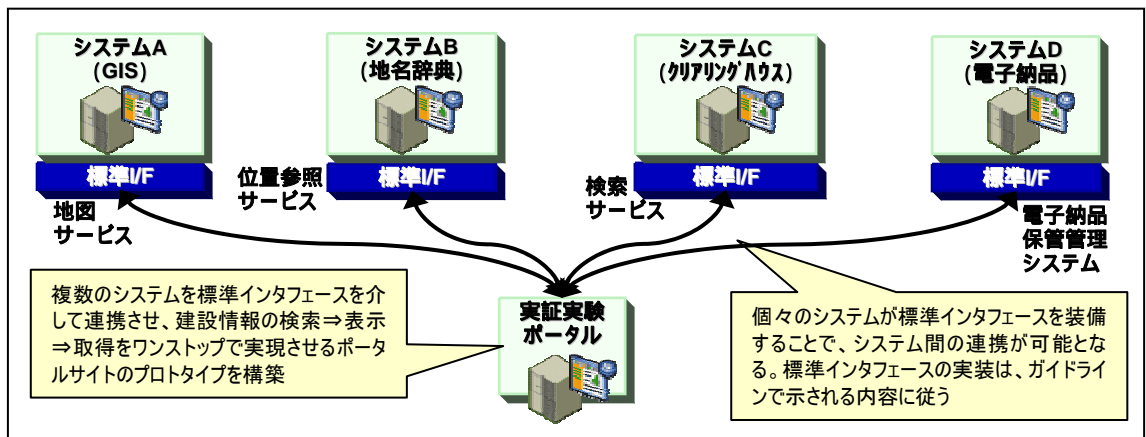 システムA
(GIS)
標準I/F
地図
サービス
システムB
(地名辞典)
標準I/F
位置参照
サービス
システムC
(ｸﾘｱﾘﾝｸﾞﾊｳｽ)
標準I/F
検索
サービス
システムD
(電子納品)
標準I/F
電子納品
保管管理
システム
複数のシステムを標準インタフェースを介
して連携させ、建設情報の検索⇒表示
⇒取得をワンストップで実現させるポータ
ルサイトのプロトタイプを構築
実証実験
ポータル
個々のシステムが標準インタフェースを装備
することで、システム間の連携が可能とな
る。標準インタフェースの実装は、ガイドライ
ンで示される内容に従う